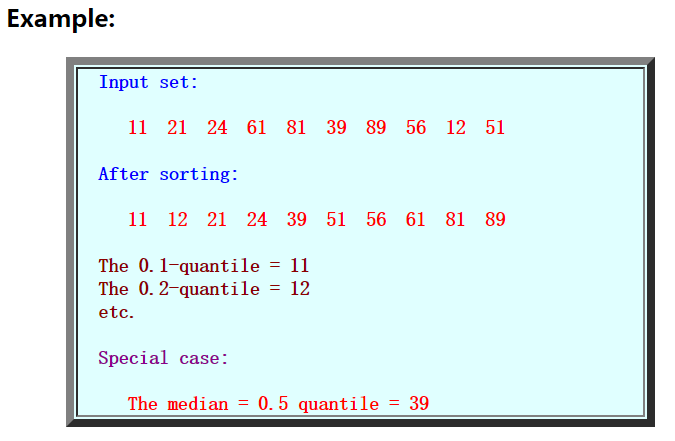 Example:
Input set:
11 21 24 61 81 39 89 56 12 51
After sorting:
11 12 21 24 39 51 56 61 81 89
The 0.1-quantile = 11
The 0.2-quantile = 12
etc.
Special case:
The median = 0.5 quantile = 39